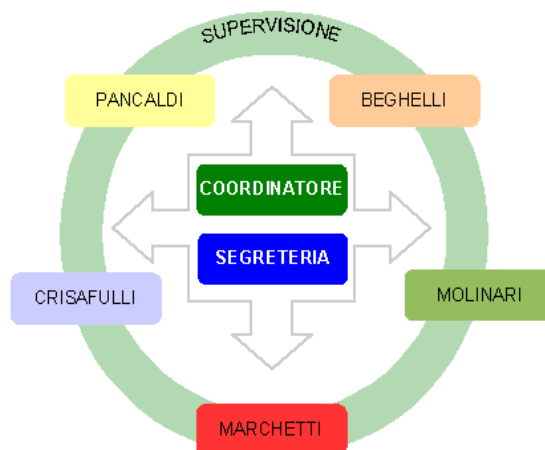 SUPERVISIONE
PANCALDI
BEGHELLI
COORDINATORE
SEGRETERIA
CRISAFULLI
MOLINARI
MARCHETTI